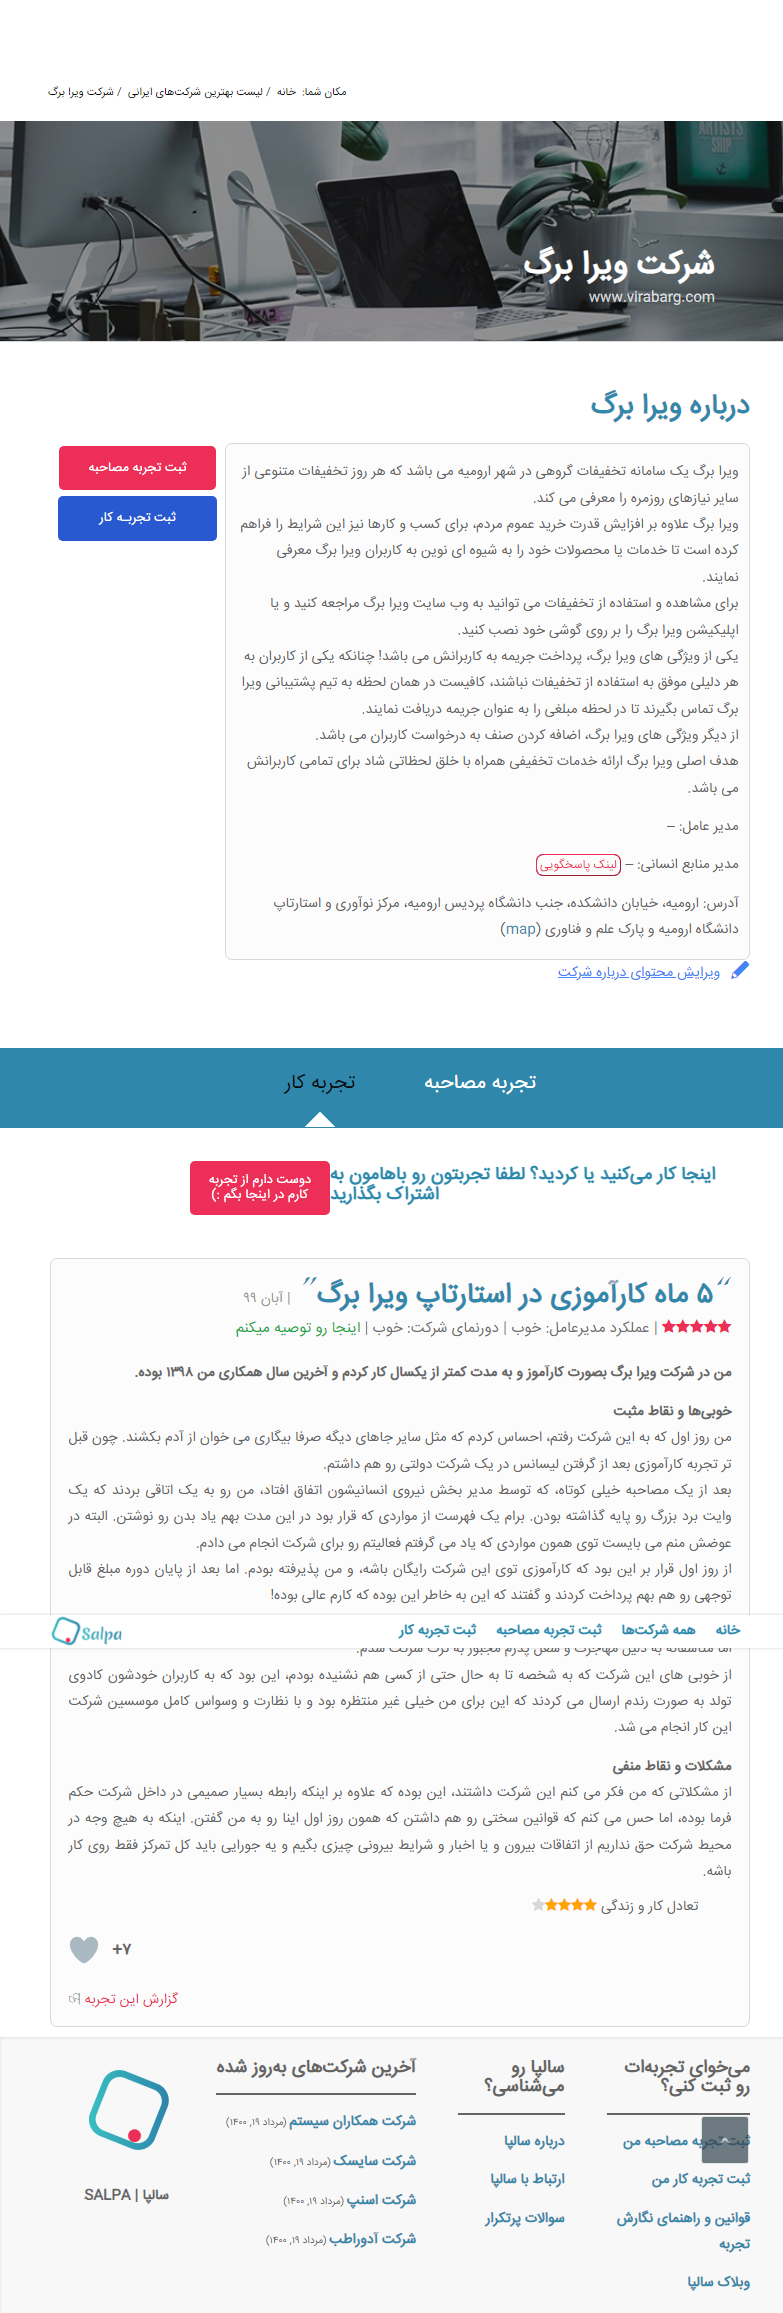 مکان شما: خانه / لیست بهترین شرکت‌های ایرانی / شرکت ویرا برگ
شرکت ویرا برگ
www.virabarg.com
درباره ویرا برگ
ثبت تجربه مصاحبه
ثبت تجربـه کار
ویرا برگ یک سامانه تخفیفات گروهی در شهر ارومیه می باشد که هر روز تخفیفات متنوعی از
سایر نیازهای روزمره را معرفی می کند.
ویرا برگ علاوه بر افزایش قدرت خرید عموم مردم، برای کسب و کارها نیز این شرایط را فراهم
کرده است تا خدمات یا محصولات خود را به شیوه ای نوین به کاربران ویرا برگ معرفی
نمایند.
برای مشاهده و استفاده از تخفیفات می توانید به وب سایت ویرا برگ مراجعه کنید و یا
اپلیکیشن ویرا برگ را بر روی گوشی خود نصب کنید.
یکی از ویژگی های ویرا برگ، پرداخت جریمه به کاربرانش می باشد! چنانکه یکی از کاربران به
هر دلیلی موفق به استفاده از تخفیفات نباشند، کافیست در همان لحظه به تیم پشتیبانی ویرا
برگ تماس بگیرند تا در لحظه مبلغی را به عنوان جریمه دریافت نمایند.
از دیگر ویژگی های ویرا برگ، اضافه کردن صنف به درخواست کاربران می باشد.
هدف اصلی ویرا برگ ارائه خدمات تخفیفی همراه با خلق لحظاتی شاد برای تمامی کاربرانش
می باشد.
مدیر عامل: –
مدیر منابع انسانی: – لینک پاسخگویی
آدرس: ارومیه، خیابان دانشکده، جنب دانشگاه پردیس ارومیه، مرکز نوآوری و استارتاپ
دانشگاه ارومیه و پارک علم و فناوری (map)
ویرایش محتوای درباره شرکت
تجربه مصاحبه
تجربه کار
اینجا کار می‌کنید یا کردید؟ لطفا تجربتون رو باهامون به
اشتراک بگذارید
دوست دارم از تجربه
کارم در اینجا بگم :)
“۵ ماه کارآموزی در استارتاپ ویرا برگ” | آبان ۹۹
| عملکرد مدیرعامل: خوب | دورنمای شرکت: خوب | اینجا رو توصیه میکنم
من در شرکت ویرا برگ بصورت کارآموز و به مدت کمتر از یکسال کار کردم و آخرین سال همکاری من ۱۳۹۸ بوده.
خوبی‌ها و نقاط مثبت
من روز اول که به این شرکت رفتم، احساس کردم که مثل سایر جاهای دیگه صرفا بیگاری می خوان از آدم بکشند. چون قبل
تر تجربه کارآموزی بعد از گرفتن لیسانس در یک شرکت دولتی رو هم داشتم.
بعد از یک مصاحبه خیلی کوتاه، که توسط مدیر بخش نیروی انسانیشون اتفاق افتاد، من رو به یک اتاقی بردند که یک
وایت برد بزرگ رو پایه گذاشته بودن. برام یک فهرست از مواردی که قرار بود در این مدت بهم یاد بدن رو نوشتن. البته در
عوضش منم می بایست توی همون مواردی که یاد می گرفتم فعالیتم رو برای شرکت انجام می دادم.
از روز اول قرار بر این بود که کارآموزی توی این شرکت رایگان باشه، و من پذیرفته بودم. اما بعد از پایان دوره مبلغ قابل
توجهی رو هم بهم پرداخت کردند و گفتند که این به خاطر این بوده که کارم عالی بوده!
خانه
همه شرکت‌ها
ثبت تجربه مصاحبه
ثبت تجربه کار
Salpa
اما متاسفانه به دلیل مهاجرت و شغل پدرم مجبور به ترک شرکت شدم.
از خوبی های این شرکت که به شخصه تا به حال حتی از کسی هم نشنیده بودم، این بود که به کاربران خودشون کادوی
تولد به صورت رندم ارسال می کردند که این برای من خیلی غیر منتظره بود و با نظارت و وسواس کامل موسسین شرکت
این کار انجام می شد.
مشکلات و نقاط منفی
از مشکلاتی که من فکر می کنم این شرکت داشتند، این بوده که علاوه بر اینکه رابطه بسیار صمیمی در داخل شرکت حکم
فرما بوده، اما حس می کنم که قوانین سختی رو هم داشتن که همون روز اول اینا رو به من گفتن. اینکه به هیچ وجه در
محیط شرکت حق نداریم از اتفاقات بیرون و یا اخبار و شرایط بیرونی چیزی بگیم و یه جورایی باید کل تمرکز فقط روی کار
باشه.
تعادل کار و زندگی
+۷
گزارش این تجربه
می‌خوای تجربه‌ات
رو ثبت کنی؟
ثبت تجربه مصاحبه من
ثبت تجربه کار من
قوانین و راهنمای نگارش
تجربه
وبلاک سالپا
سالپا رو
می‌شناسی؟
درباره سالپا
ارتباط با سالپا
سوالات پرتکرار
آخرین شرکت‌های به‌روز شده
شرکت همکاران سیستم (مرداد ۱۹, ۱۴۰۰)
شرکت سایسک (مرداد ۱۹, ۱۴۰۰)
شرکت اسنپ (مرداد ۱۹, ۱۴۰۰)
شرکت آدوراطب (مرداد ۱۹, ۱۴۰۰)
سالپا | SALPA